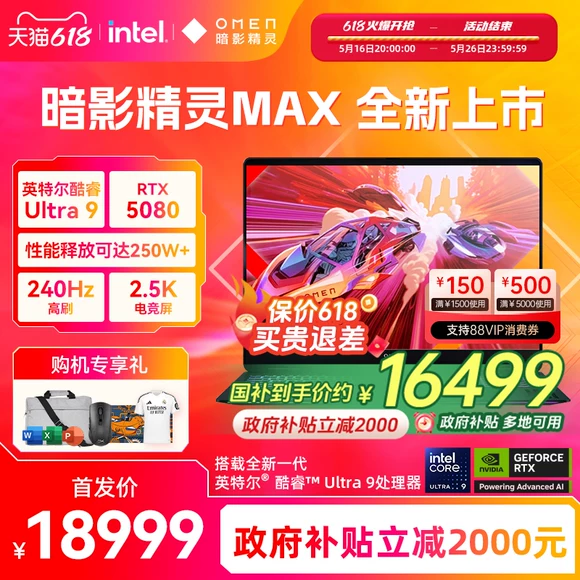 天猫618
intel.
OMEN
暗影精灵
618火爆开抢
活动结束
5月16日20:00:00
5月26日23:59:59
暗影精灵MAX 全新上市
英特尔酷睿
Ultra 9
RTX
5080
性能释放可达250W+
240Hz
高刷
2.5K
电竞屏
OMEN
¥150
满¥1500使用
¥500
满¥5000使用
支持88VIP消费券
保价618
买贵退差
购机专享礼
国补到手价约¥16499
政府补贴立减2000
政府补贴 多地可用
W X P
Emirates
搭载全新一代
英特尔® 酷睿™ Ultra 9处理器
intel
CORE
ULTRA 9
NVIDIA
GEFORCE
RTX
Powering Advanced AI
首发价
¥18999
政府补贴立减2000元